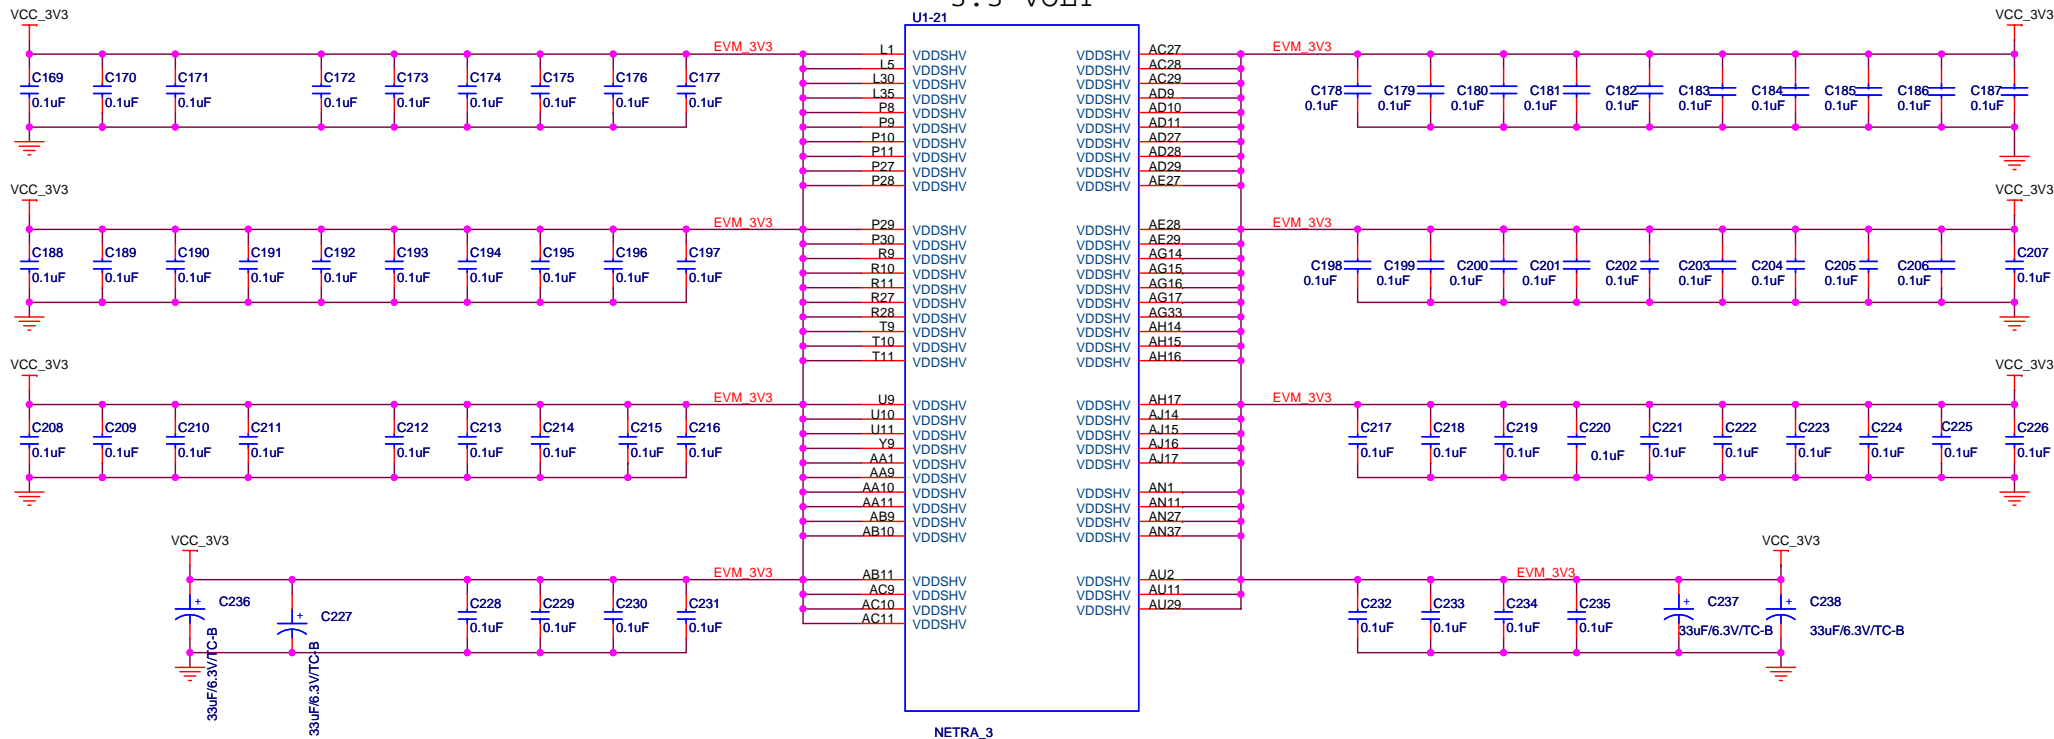 3.3 VOLT
VCC_3V3 U1-21 VCC_3V3
EVM_3V3 L1 VDDSHV VDDSHV AC27 EVM_3V3
L5 VDDSHV VDDSHV AC28
C169 C170 C171 C172 C173 C174 C175 C176 C177
L30 VDDSHV VDDSHV AC29
C178 C179 C180 C181 C182 C183 C184 C185 C186 C187
L35 VDDSHV VDDSHV AD9
0.1uF 0.1uF 0.1uF 0.1uF 0.1uF 0.1uF 0.1uF 0.1uF 0.1uF
0.1uF 0.1uF 0.1uF 0.1uF 0.1uF 0.1uF 0.1uF 0.1uF 0.1uF 0.1uF
P8 VDDSHV VDDSHV AD10
P9 VDDSHV VDDSHV AD11
P10 VDDSHV VDDSHV AD27
P11 VDDSHV VDDSHV AD28
P27 VDDSHV VDDSHV AD29
P28 VDDSHV VDDSHV AE27
VCC_3V3 VCC_3V3
EVM_3V3 P29 VDDSHV VDDSHV AE28 EVM_3V3
P30 VDDSHV VDDSHV AE29
C188 C189 C190 C191 C192 C193 C194 C195 C196 C197
R9 VDDSHV VDDSHV AG14
C198 C199 C200 C201 C202 C203 C204 C205 C206 C207
R10 VDDSHV VDDSHV AG15
0.1uF 0.1uF 0.1uF 0.1uF 0.1uF 0.1uF 0.1uF 0.1uF 0.1uF 0.1uF
0.1uF 0.1uF 0.1uF 0.1uF 0.1uF 0.1uF 0.1uF 0.1uF 0.1uF 0.1uF
R11 VDDSHV VDDSHV AG16
R27 VDDSHV VDDSHV AG17
R28 VDDSHV VDDSHV AG33
T9 VDDSHV VDDSHV AH14
T10 VDDSHV VDDSHV AH15
T11 VDDSHV VDDSHV AH16
VCC_3V3 VCC_3V3
EVM_3V3 U9 VDDSHV VDDSHV AH17 EVM_3V3
U10 VDDSHV VDDSHV AJ14
C208 C209 C210 C211 C212 C213 C214 C215 C216
U11 VDDSHV VDDSHV AJ15
C217 C218 C219 C220 C221 C222 C223 C224 C225 C226
Y9 VDDSHV VDDSHV AJ16
0.1uF 0.1uF 0.1uF 0.1uF 0.1uF 0.1uF 0.1uF 0.1uF 0.1uF
0.1uF 0.1uF 0.1uF 0.1uF 0.1uF 0.1uF 0.1uF 0.1uF 0.1uF 0.1uF
AA1 VDDSHV VDDSHV AJ17
AA9 VDDSHV
AA10 VDDSHV VDDSHV AN1
AA11 VDDSHV VDDSHV AN11
AB9 VDDSHV VDDSHV AN27
AB10 VDDSHV VDDSHV AN37
VCC_3V3 VCC_3V3
EVM_3V3 AB11 VDDSHV VDDSHV AU2 EVM_3V3
AC9 VDDSHV VDDSHV AU11
+ C236 + C227 C228 C229 C230 C231
AC10 VDDSHV VDDSHV AU29
C232 C233 C234 C235 + C237 + C238
AC11 VDDSHV
33uF/6.3V/TC-B 33uF/6.3V/TC-B 0.1uF 0.1uF 0.1uF 0.1uF
0.1uF 0.1uF 0.1uF 0.1uF 33uF/6.3V/TC-B 33uF/6.3V/TC-B
NETRA_3